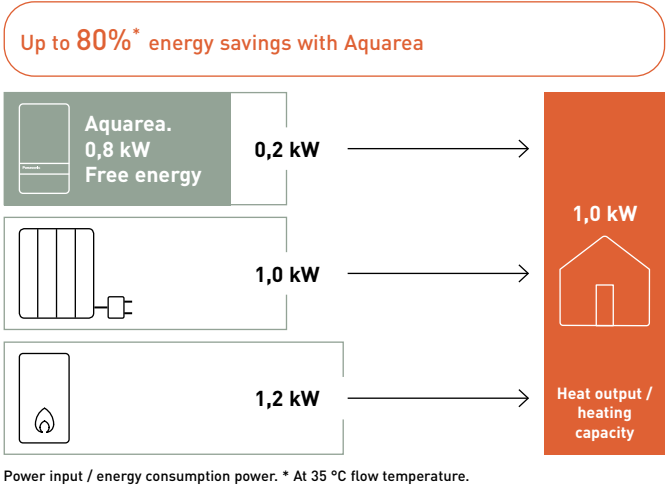 Up to 80%* energy savings with Aquarea
Aquarea.
0,8 kW
Free energy
0,2 kW
1,0 kW
1,2 kW
1,0 kW
Heat output /
heating
capacity
Power input / energy consumption power. * At 35 °C flow temperature.